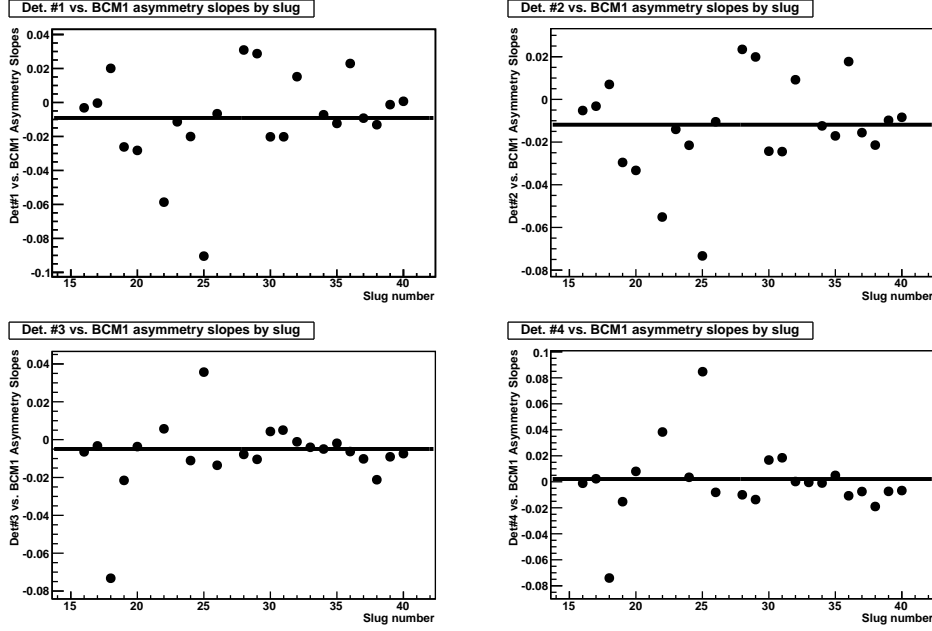 Det. #1 vs. BCM1 asymmetry slopes by slug
Det#1 vs. BCM1 Asymmetry Slopes
0.04
0.02
0
-0.02
-0.04
-0.06
-0.08
-0.1
15 20 25 30 35 40
Slug number
Det. #2 vs. BCM1 asymmetry slopes by slug
Det#2 vs. BCM1 Asymmetry Slopes
0.02
0
-0.02
-0.04
-0.06
-0.08
15 20 25 30 35 40
Slug number
Det. #3 vs. BCM1 asymmetry slopes by slug
Det#3 vs. BCM1 Asymmetry Slopes
0.04
0.02
0
-0.02
-0.04
-0.06
-0.08
15 20 25 30 35 40
Slug number
Det. #4 vs. BCM1 asymmetry slopes by slug
Det#4 vs. BCM1 Asymmetry Slopes
0.1
0.08
0.06
0.04
0.02
0
-0.02
-0.04
-0.06
-0.08
15 20 25 30 35 40
Slug number